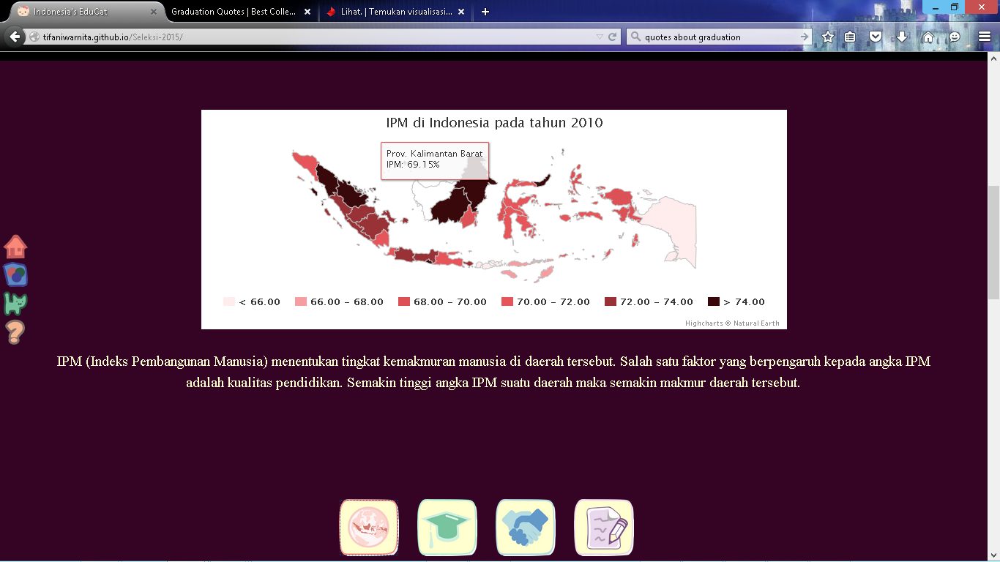 Indonesia's EduCat
Graduation Quotes | Best Colle...
Lihat. | Temukan visualisasi...
tifaniwarnita.github.io/Seleksi-2015/
quotes about graduation
IPM di Indonesia pada tahun 2010
Prov. Kalimantan Barat
IPM: 69.15%
< 66.00
66.00 - 68.00
68.00 - 70.00
70.00 - 72.00
72.00 - 74.00
> 74.00
Highcharts © Natural Earth
IPM (Indeks Pembangunan Manusia) menentukan tingkat kemakmuran manusia di daerah tersebut. Salah satu faktor yang berpengaruh kepada angka IPM
adalah kualitas pendidikan. Semakin tinggi angka IPM suatu daerah maka semakin makmur daerah tersebut.